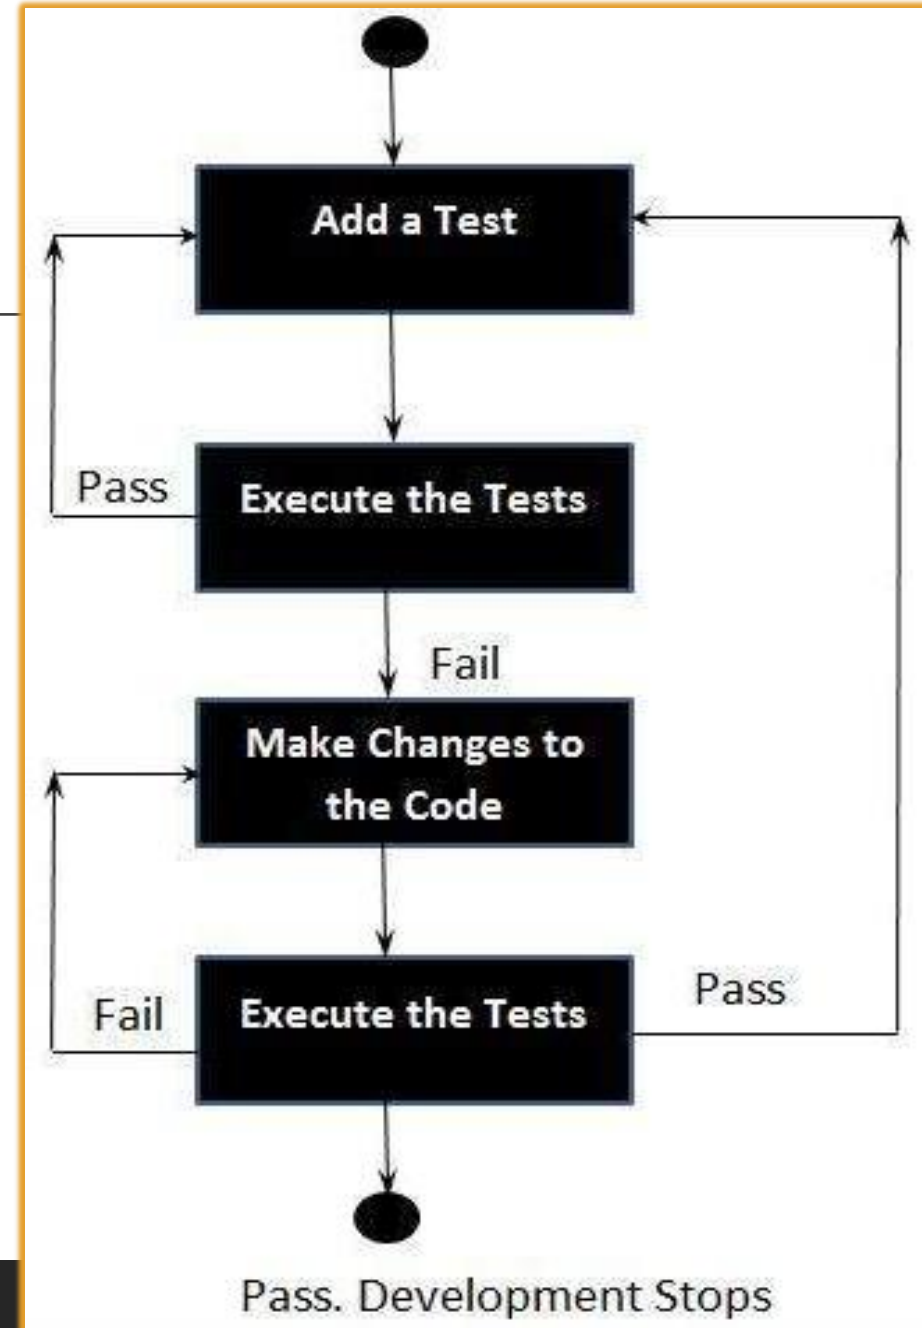 Add a Test
Pass
Execute the Tests
Fail
Make Changes to
the Code
Fail
Execute the Tests
Pass
Pass. Development Stops